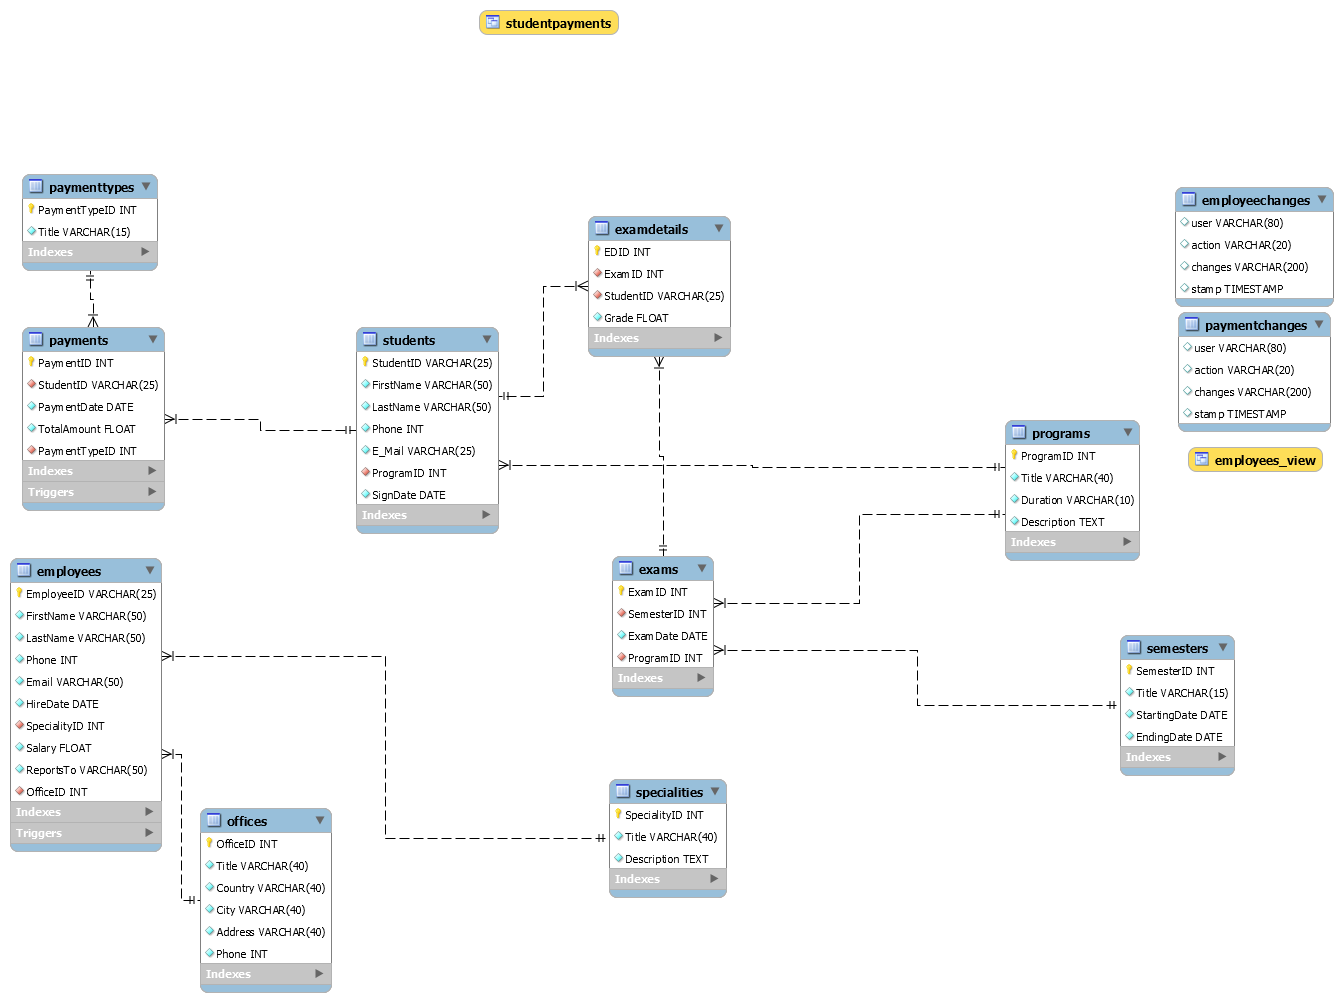 studentpayments
paymenttypes
PaymentTypeID INT
Title VARCHAR(15)
Indexes
payments
PaymentID INT
StudentID VARCHAR(25)
PaymentDate DATE
TotalAmount FLOAT
PaymentTypeID INT
Indexes
Triggers
students
StudentID VARCHAR(25)
FirstName VARCHAR(50)
LastName VARCHAR(50)
Phone INT
E_Mail VARCHAR(25)
ProgramID INT
SignDate DATE
Indexes
examdetails
EDID INT
ExamID INT
StudentID VARCHAR(25)
Grade FLOAT
Indexes
employeechanges
user VARCHAR(80)
action VARCHAR(20)
changes VARCHAR(200)
stamp TIMESTAMP
paymentchanges
user VARCHAR(80)
action VARCHAR(20)
changes VARCHAR(200)
stamp TIMESTAMP
employees_view
programs
ProgramID INT
Title VARCHAR(40)
Duration VARCHAR(10)
Description TEXT
Indexes
employees
EmployeeID VARCHAR(25)
FirstName VARCHAR(50)
LastName VARCHAR(50)
Phone INT
Email VARCHAR(50)
HireDate DATE
SpecialityID INT
Salary FLOAT
ReportsTo VARCHAR(50)
OfficeID INT
Indexes
Triggers
exams
ExamID INT
SemesterID INT
ExamDate DATE
ProgramID INT
Indexes
semesters
SemesterID INT
Title VARCHAR(15)
StartingDate DATE
EndingDate DATE
Indexes
offices
OfficeID INT
Title VARCHAR(40)
Country VARCHAR(40)
City VARCHAR(40)
Address VARCHAR(40)
Phone INT
Indexes
specialities
SpecialityID INT
Title VARCHAR(40)
Description TEXT
Indexes